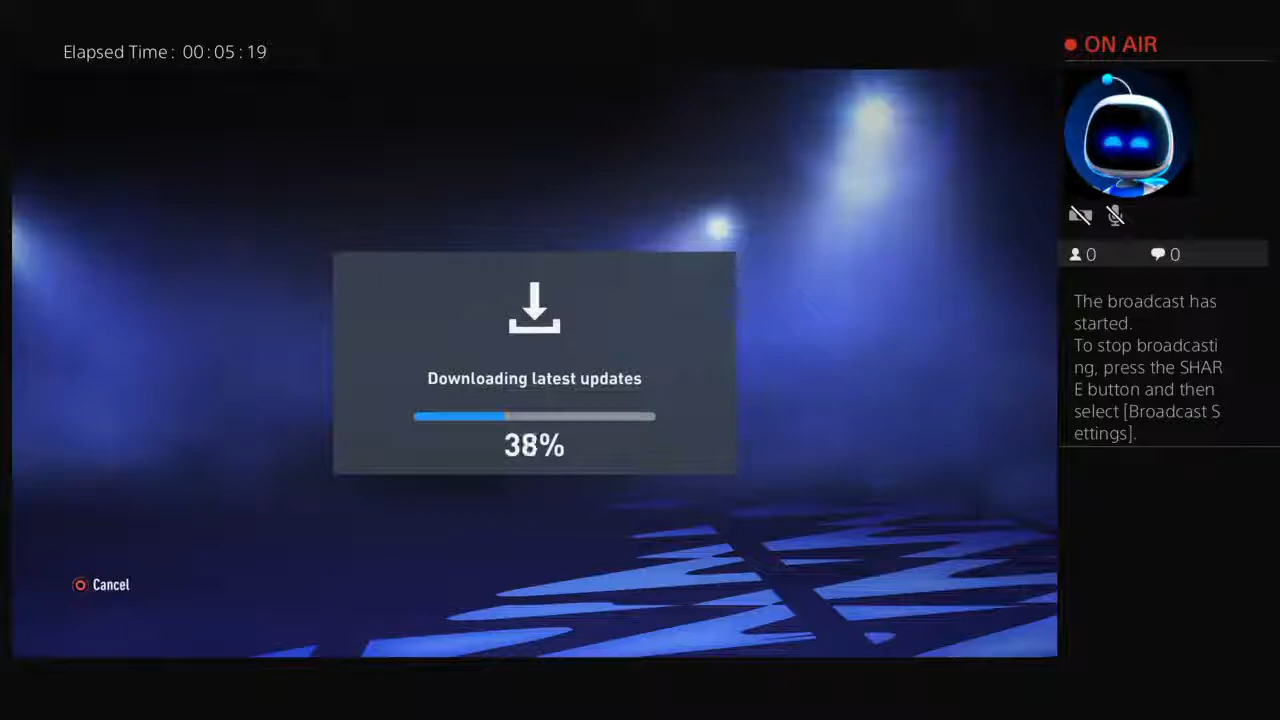 Elapsed Time: 00:05:19
ON AIR
0
0
The broadcast has
started.
To stop broadcasti
ng, press the SHAR
E button and then
select [Broadcast S
ettings].
Downloading latest updates
38%
Cancel